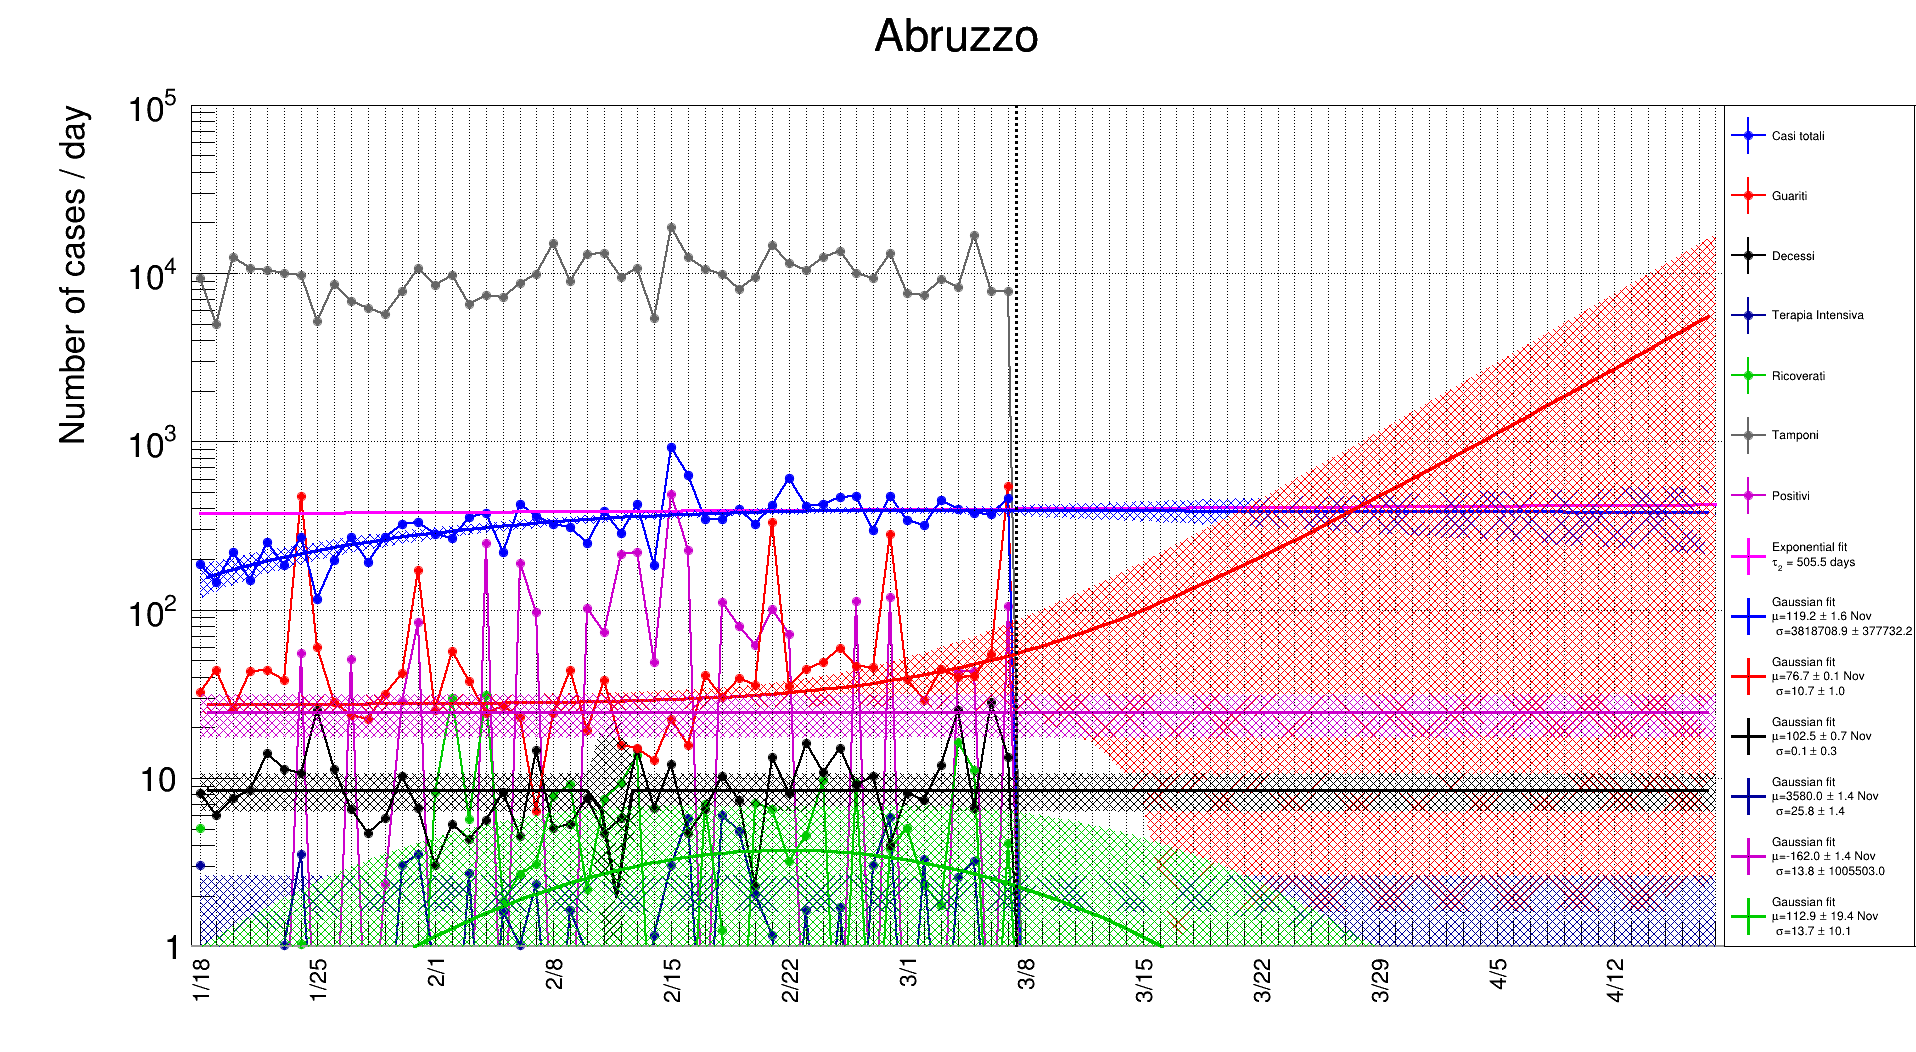 Abruzzo
Number of cases / day
10^5
10^4
10^3
10^2
10
1
1/18
1/25
2/1
2/8
2/15
2/22
3/1
3/8
3/15
3/22
3/29
4/5
4/12
Casi totali
Guariti
Decessi
Terapia Intensiva
Ricoverati
Tamponi
Positivi
Exponential fit
τ_2 = 505.5 days
Gaussian fit
μ=119.2 ± 1.6 Nov
σ=3818708.9 ± 377732.2
Gaussian fit
μ=76.7 ± 0.1 Nov
σ=10.7 ± 1.0
Gaussian fit
μ=102.5 ± 0.7 Nov
σ=0.1 ± 0.3
Gaussian fit
μ=3580.0 ± 1.4 Nov
σ=25.8 ± 1.4
Gaussian fit
μ=-162.0 ± 1.4 Nov
σ=13.8 ± 1005503.0
Gaussian fit
μ=112.9 ± 19.4 Nov
σ=13.7 ± 10.1